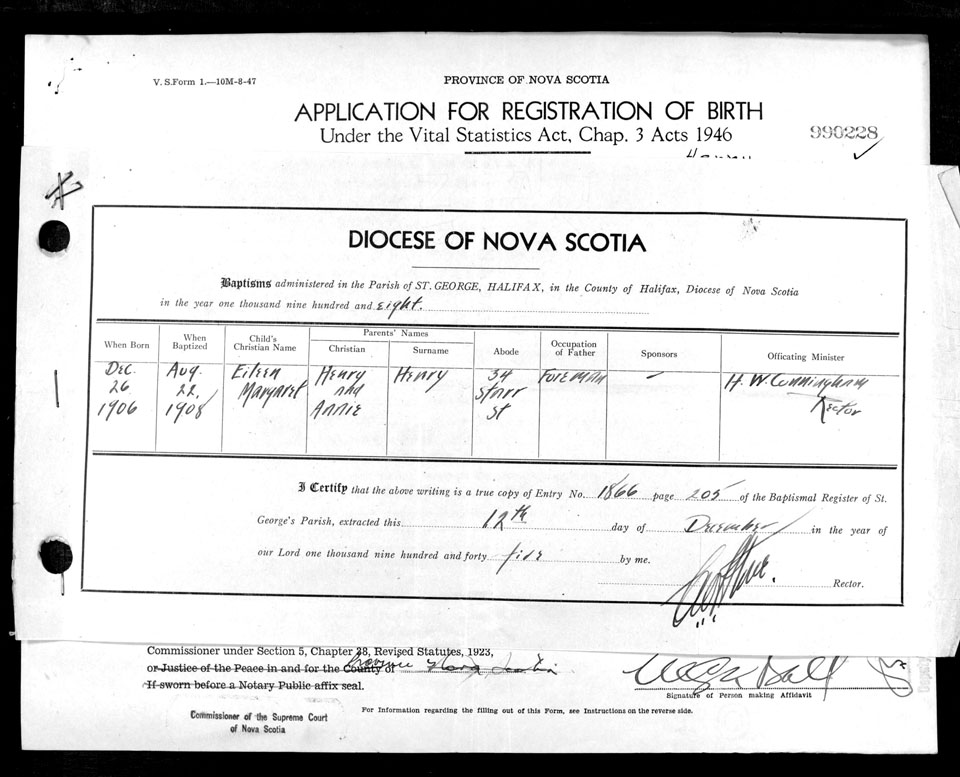 V. S. Form 1.—10M-8-47
PROVINCE OF NOVA SCOTIA
APPLICATION FOR REGISTRATION OF BIRTH
Under the Vital Statistics Act, Chap. 3 Acts 1946
990228
DIOCESE OF NOVA SCOTIA
Baptisms administered in the Parish of ST. GEORGE, HALIFAX, in the County of Halifax, Diocese of Nova Scotia
in the year one thousand nine hundred and eight.
When Born When Baptized Child's Christian Name Parents' Names Christian Surname Abode Occupation of Father Sponsors Officating Minister
Dec. Aug. Eileen Henry Henry 34 Foreman – H. W. Cunningham
26 22, Margaret and Starr Rector
1906 1908 Annie St
I Certify that the above writing is a true copy of Entry No. 1866 page 205 of the Baptismal Register of St.
George's Parish, extracted this 12th day of December in the year of
our Lord one thousand nine hundred and forty five by me.
Rector.
Commissioner under Section 5, Chapter 38, Revised Statutes, 1923,
or Justice of the Peace in and for the County of Province Nova Scotia
If sworn before a Notary Public affix seal.
Signature of Person making Affidavit
For Information regarding the filling out of this Form, see Instructions on the reverse side.
Commissioner of the Supreme Court
of Nova Scotia